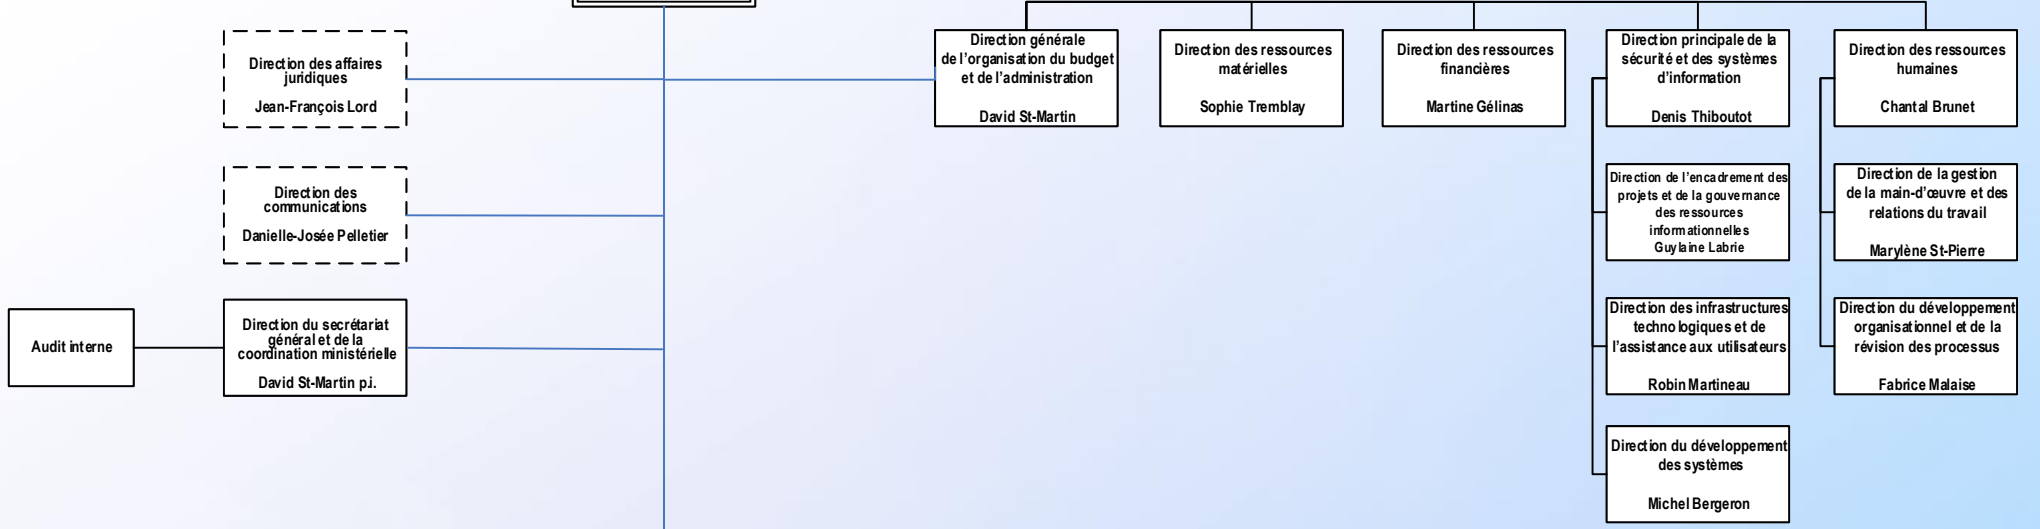 Direction des affaires
juridiques
Jean-François Lord
Direction des
communications
Danielle-Josée Pelletier
Audit interne
Direction du secrétariat
général et de la
coordination ministérielle
David St-Martin p.i.
Direction générale
de l'organisation du budget
et de l'administration
David St-Martin
Direction des ressources
matérielles
Sophie Tremblay
Direction des ressources
financières
Martine Gélinas
Direction principale de la
sécurité et des systèmes
d'information
Denis Thiboutot
Direction de l'encadrement des
projets et de la gouvernance
des ressources
informationnelles
Guylaine Labrie
Direction des infrastructures
technologiques et de
l'assistance aux utilisateurs
Robin Martineau
Direction du développement
des systèmes
Michel Bergeron
Direction des ressources
humaines
Chantal Brunet
Direction de la gestion
de la main-d'œuvre et des
relations du travail
Marylène St-Pierre
Direction du développement
organisationnel et de la
révision des processus
Fabrice Malaise